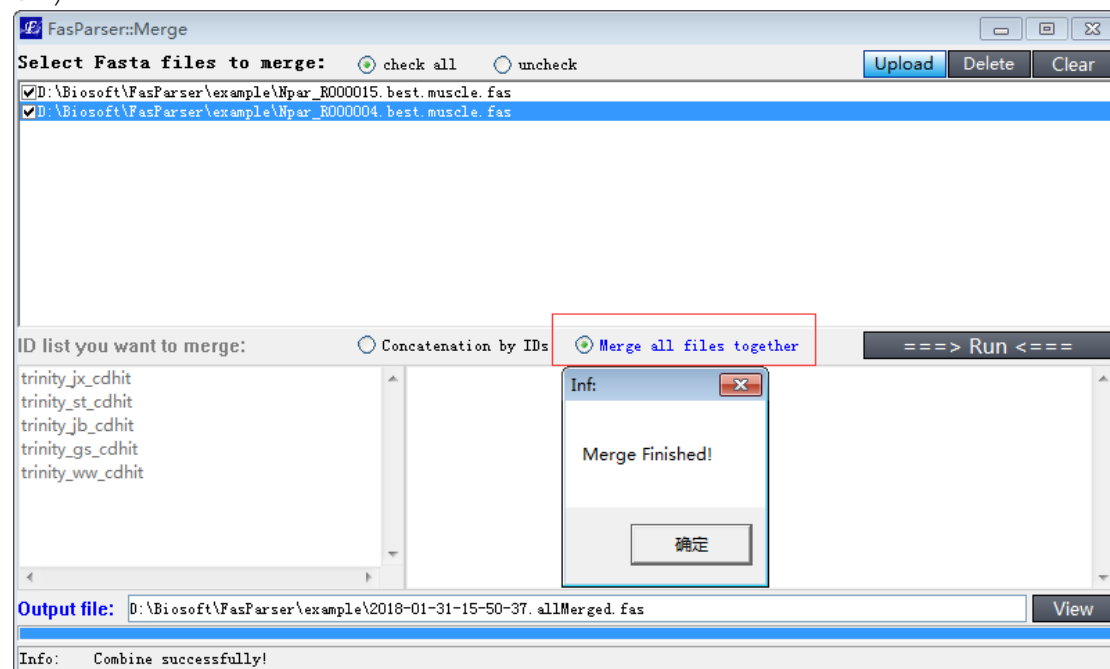 FasParser::Merge
Select Fasta files to merge: check all uncheck Upload Delete Clear
D:\Biosoft\FasParser\example\Npar_R000015.best.muscle.fas
D:\Biosoft\FasParser\example\Npar_R000004.best.muscle.fas
ID list you want to merge: Concatenation by IDs Merge all files together ===> Run <===
trinity_jx_cdhit
trinity_st_cdhit
trinity_jb_cdhit
trinity_gs_cdhit
trinity_ww_cdhit
Inf:
Merge Finished!
确定
Output file: D:\Biosoft\FasParser\example\2018-01-31-15-50-37.allMerged.fas View
Info: Combine successfully!